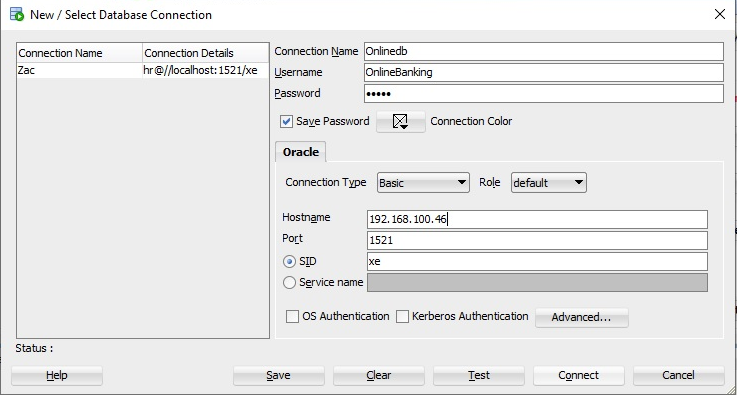 New / Select Database Connection
Connection Name Connection Details
Zac hr@//localhost:1521/xe
Connection Name Onlinedb
Username OnlineBanking
Password •••••
Save Password Connection Color
Oracle
Connection Type Basic Role default
Hostname 192.168.100.46
Port 1521
SID xe
Service name
OS Authentication Kerberos Authentication Advanced...
Status :
Help Save Clear Test Connect Cancel